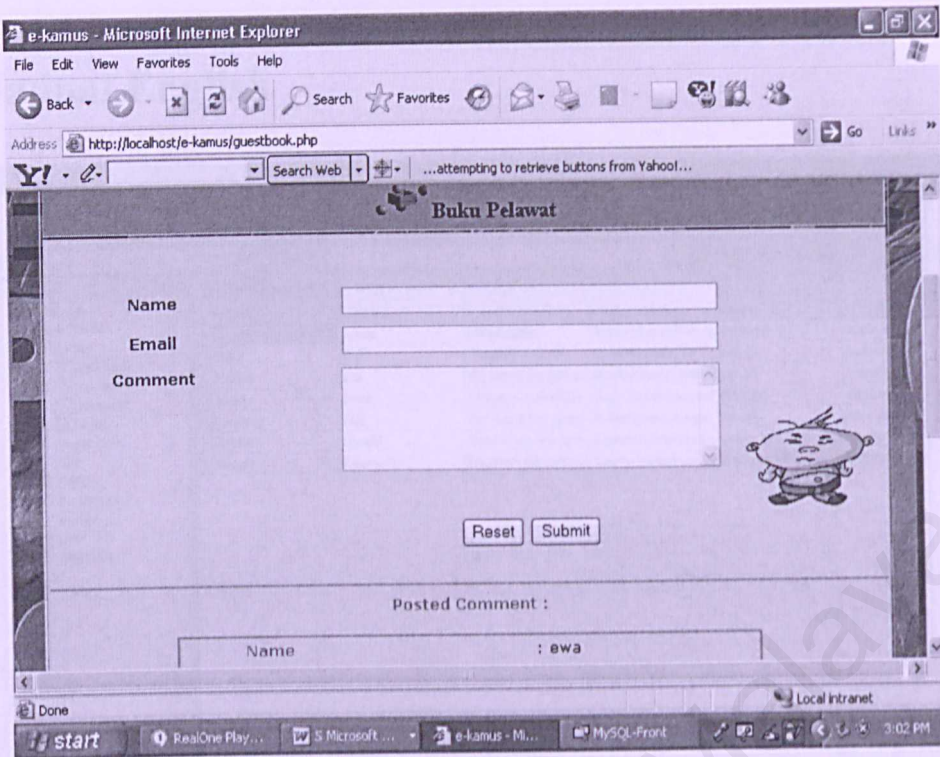 e-kamus - Microsoft Internet Explorer
File Edit View Favorites Tools Help
Back Search Favorites
Address http://localhost/e-kamus/guestbook.php Go Links »
Y! Search Web ...attempting to retrieve buttons from Yahoo!...
Buku Pelawat
Name
Email
Comment
Reset Submit
Posted Comment :
Name : ewa
Done Local intranet
start RealOne Play... S Microsoft ... e-kamus - Mi... MySQL-Front 3:02 PM